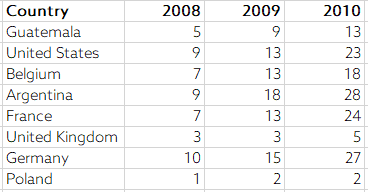 Country 2008 2009 2010
Guatemala 5 9 13
United States 9 13 23
Belgium 7 13 18
Argentina 9 18 28
France 7 13 24
United Kingdom 3 3 5
Germany 10 15 27
Poland 1 2 2